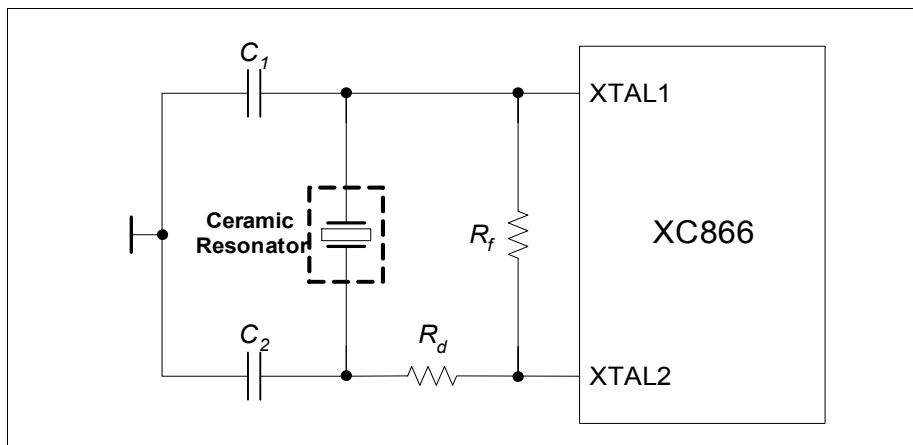 C1
XTAL1
Ceramic
Resonator
Rf
XC866
C2
Rd
XTAL2